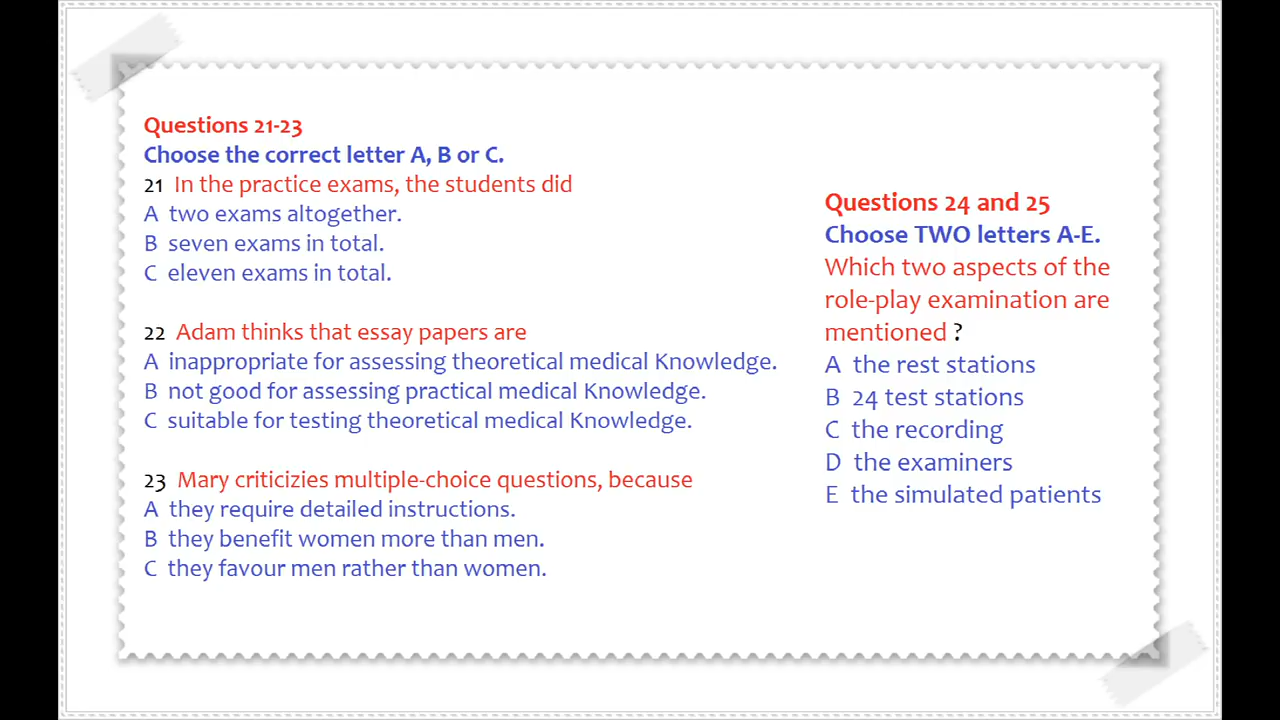 Questions 21-23
Choose the correct letter A, B or C.
21 In the practice exams, the students did
A two exams altogether.
B seven exams in total.
C eleven exams in total.
22 Adam thinks that essay papers are
A inappropriate for assessing theoretical medical Knowledge.
B not good for assessing practical medical Knowledge.
C suitable for testing theoretical medical Knowledge.
23 Mary criticizies multiple-choice questions, because
A they require detailed instructions.
B they benefit women more than men.
C they favour men rather than women.
Questions 24 and 25
Choose TWO letters A-E.
Which two aspects of the
role-play examination are
mentioned ?
A the rest stations
B 24 test stations
C the recording
D the examiners
E the simulated patients